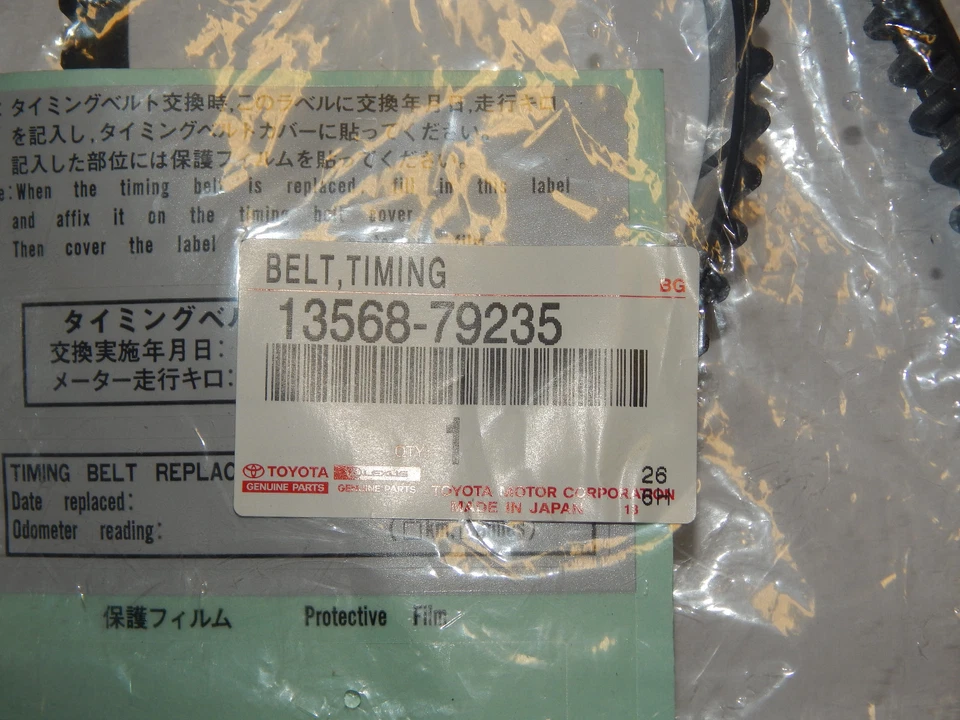 タイミングベルト交換時,このラベルに交換年月日,走行キロ
を記入し,タイミングベルトカバーに貼ってください。
記入した部位には保護フィルムを貼ってください。
e:When the timing belt is replaced fill in this label
and affix it on the timing belt cover
Then cover the label film
BELT,TIMING
BG
13568-79235
タイミングベル
交換実施年月日:
メーター走行キロ:
1
QTY
TIMING BELT REPLAC
Date replaced:
Odometer reading:
TOYOTA
GENUINE PARTS
LEXUS
GENUINE PARTS
TOYOTA MOTOR CORPORATION
MADE IN JAPAN 13
26
6H
保護フィルム Protective Film